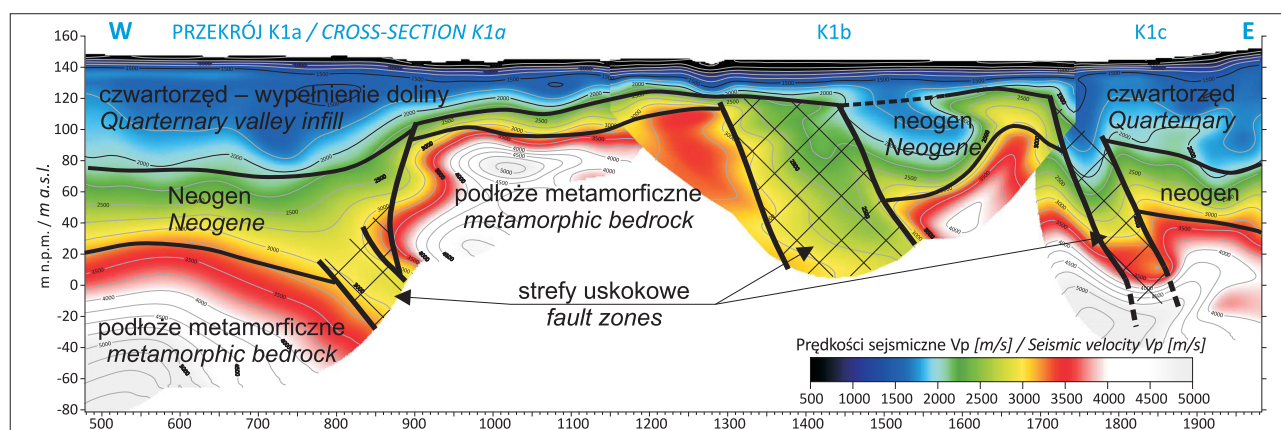 W PRZEKRÓJ K1a / CROSS-SECTION K1a K1b K1c E
160
140
120
100
80
60
40
20
0
-20
-40
-60
-80
m n.p.m. / m a.s.l.
czwartorzęd – wypełnienie doliny
Quarternary valley infill
Neogen
Neogene
podłoże metamorficzne
metamorphic bedrock
podłoże metamorficzne
metamorphic bedrock
strefy uskokowe
fault zones
neogen
Neogene
czwartorzęd
Quarternary
neogen
Prędkości sejsmiczne Vp [m/s] / Seismic velocity Vp [m/s]
500 1000 1500 2000 2500 3000 3500 4000 4500 5000
500 600 700 800 900 1000 1100 1200 1300 1400 1500 1600 1700 1800 1900